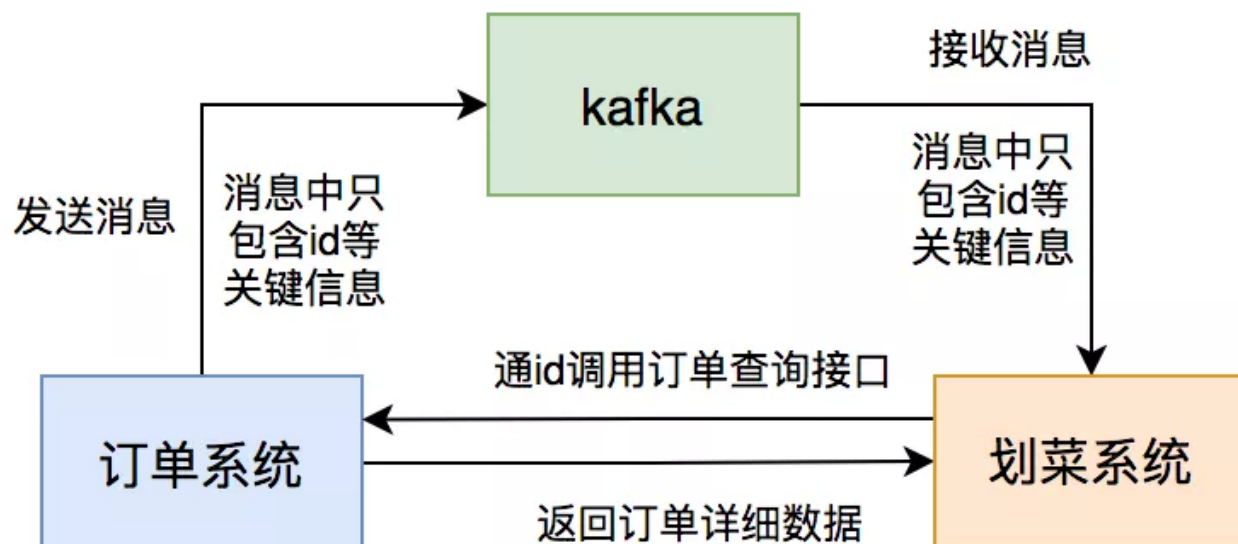 kafka
接收消息
发送消息
消息中只
包含id等
关键信息
消息中只
包含id等
关键信息
通id调用订单查询接口
订单系统
划菜系统
返回订单详细数据